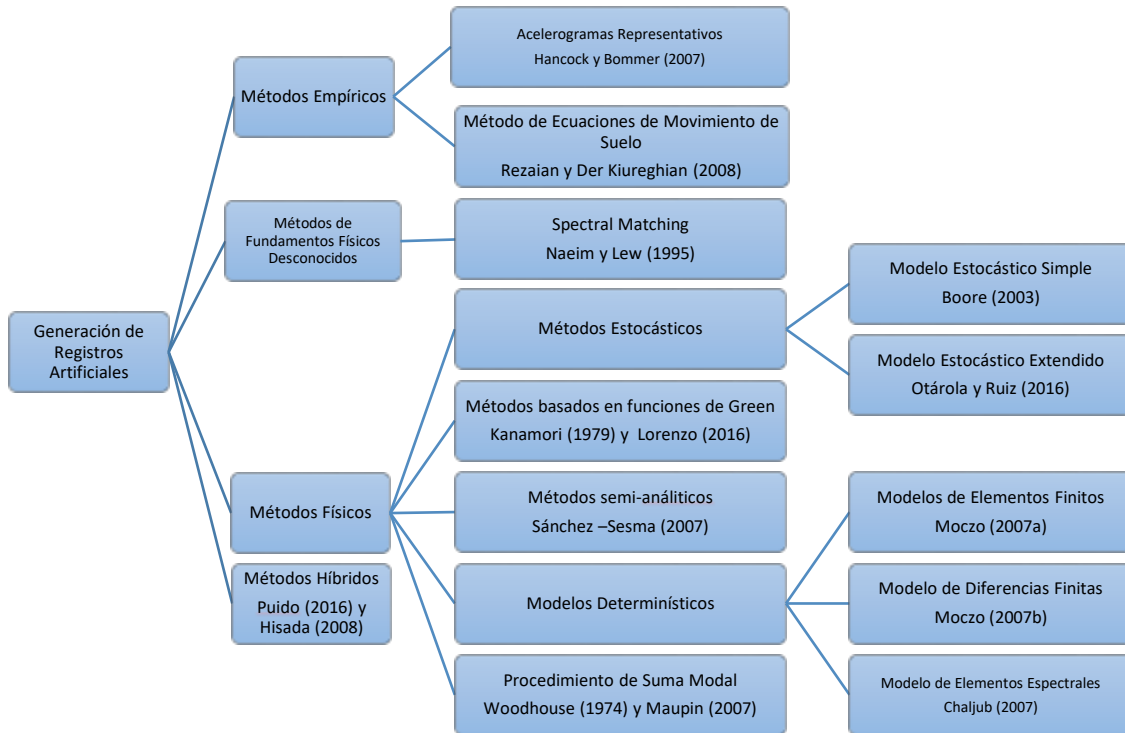 Generación de
Registros
Artificiales
Métodos Empíricos
Acelerogramas Representativos
Hancock y Bommer (2007)
Método de Ecuaciones de Movimiento de
Suelo
Rezaian y Der Kiureghian (2008)
Métodos de
Fundamentos Físicos
Desconocidos
Spectral Matching
Naeim y Lew (1995)
Métodos Físicos
Métodos Estocásticos
Modelo Estocástico Simple
Boore (2003)
Modelo Estocástico Extendido
Otárola y Ruiz (2016)
Métodos basados en funciones de Green
Kanamori (1979) y Lorenzo (2016)
Métodos semi-análiticos
Sánchez –Sesma (2007)
Modelos Determinísticos
Modelos de Elementos Finitos
Moczo (2007a)
Modelo de Diferencias Finitas
Moczo (2007b)
Modelo de Elementos Espectrales
Chaljub (2007)
Procedimiento de Suma Modal
Woodhouse (1974) y Maupin (2007)
Métodos Híbridos
Puido (2016) y
Hisada (2008)